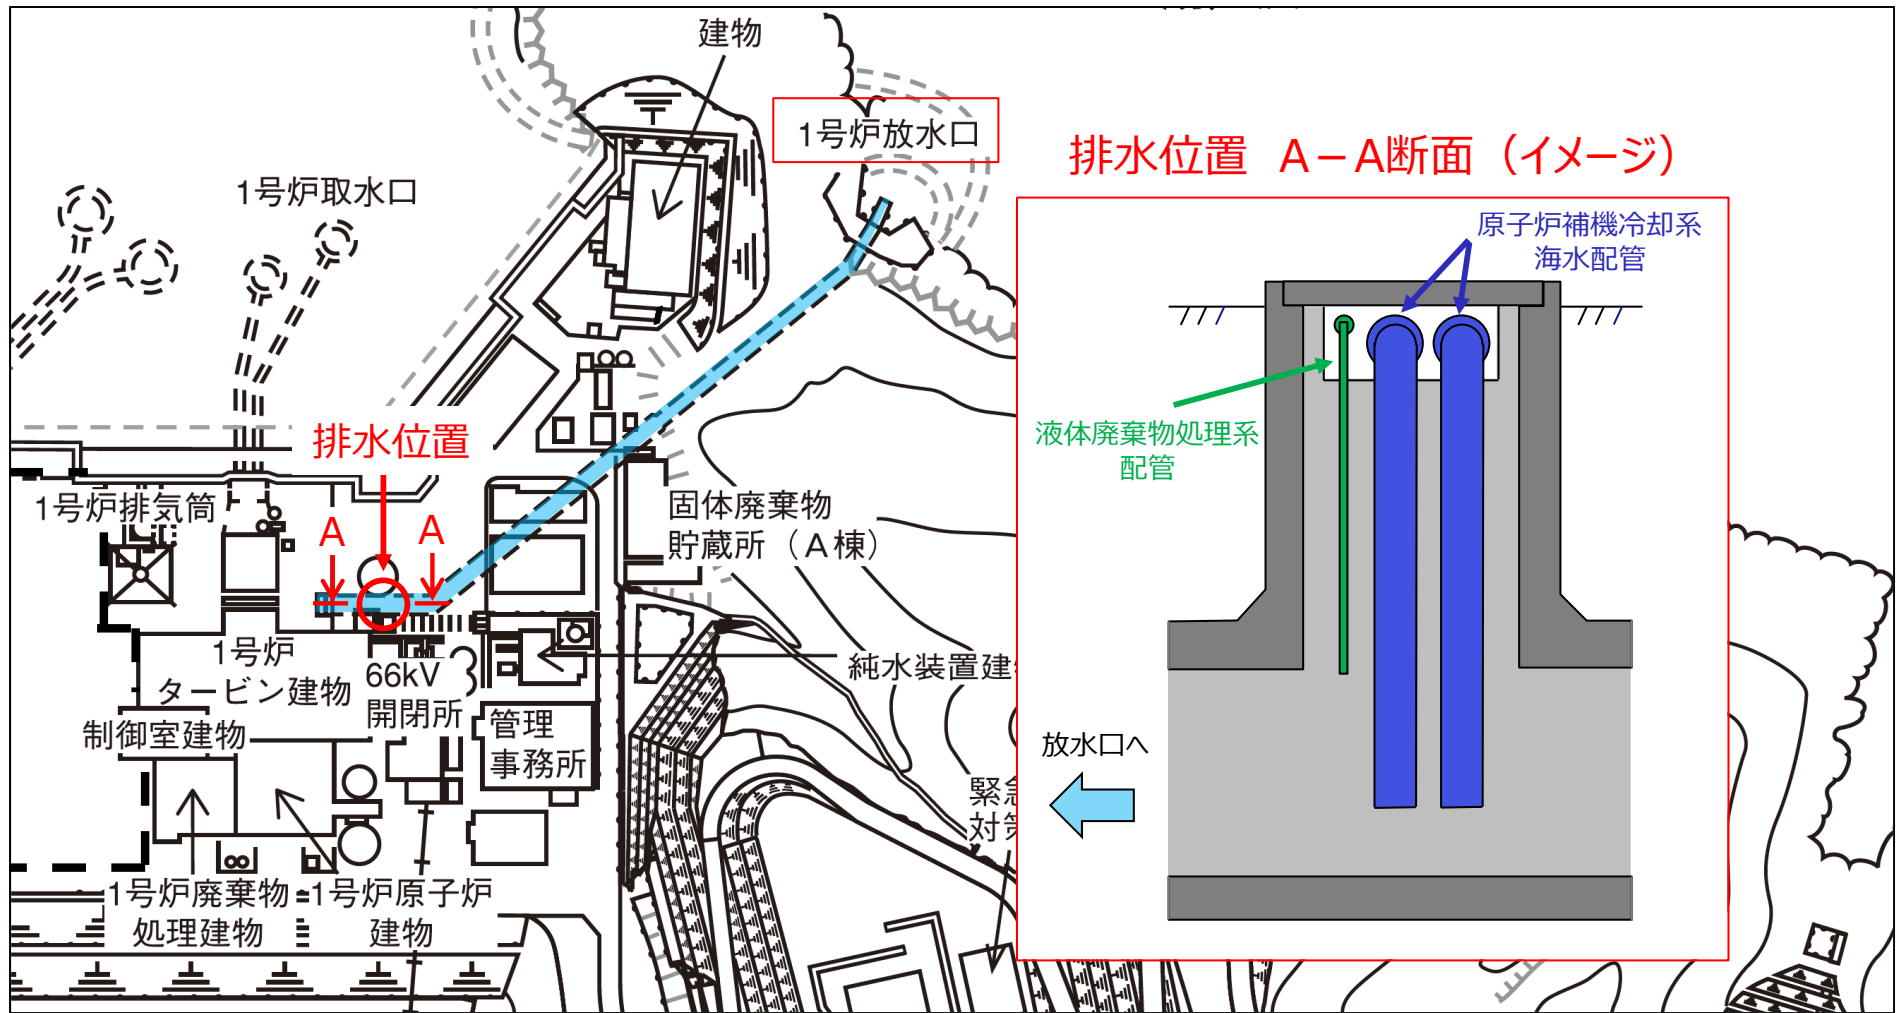 建物
1号炉放水口
1号炉取水口
排水位置
1号炉排気筒
A
A
固体廃棄物
貯蔵所（A棟）
1号炉
タービン建物
66kV
開閉所
制御室建物
管理
事務所
純水装置建
緊急
対策
1号炉廃棄物
処理建物
1号炉原子炉
建物
排水位置　A－A断面（イメージ）
原子炉補機冷却系
海水配管
液体廃棄物処理系
配管
放水口へ